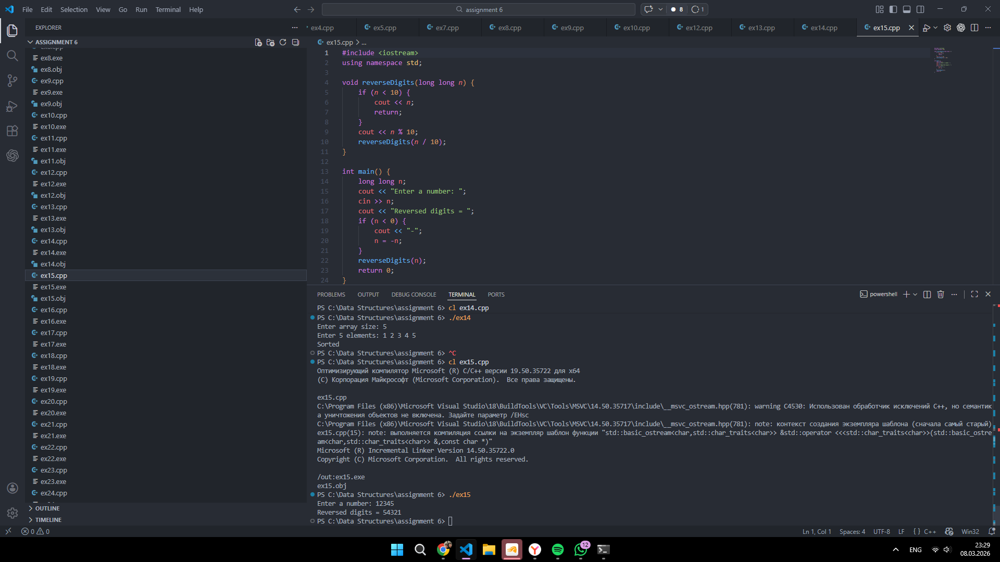 File Edit Selection View Go Run Terminal Help
assignment 6
8
1
EXPLORER
ex4.cpp
ex5.cpp
ex7.cpp
ex8.cpp
ex9.cpp
ex10.cpp
ex12.cpp
ex13.cpp
ex14.cpp
ex15.cpp
ASSIGNMENT 6
ex8.exe
ex8.obj
ex9.cpp
ex9.exe
ex9.obj
ex10.cpp
ex10.exe
ex11.cpp
ex11.exe
ex11.obj
ex12.cpp
ex12.exe
ex12.obj
ex13.cpp
ex13.exe
ex13.obj
ex14.cpp
ex14.exe
ex14.obj
ex15.cpp
ex15.exe
ex15.obj
ex16.cpp
ex16.exe
ex17.cpp
ex17.exe
ex18.cpp
ex18.exe
ex19.cpp
ex19.exe
ex20.cpp
ex20.exe
ex21.cpp
ex21.exe
ex22.cpp
ex22.exe
ex23.cpp
ex23.exe
ex24.cpp
OUTLINE
TIMELINE
ex15.cpp > ...
1 #include <iostream>
2 using namespace std;
3
4 void reverseDigits(long long n) {
5 if (n < 10) {
6 cout << n;
7 return;
8 }
9 cout << n % 10;
10 reverseDigits(n / 10);
11 }
12
13 int main() {
14 long long n;
15 cout << "Enter a number: ";
16 cin >> n;
17 cout << "Reversed digits = ";
18 if (n < 0) {
19 cout << "-";
20 n = -n;
21 }
22 reverseDigits(n);
23 return 0;
24 }
PROBLEMS OUTPUT DEBUG CONSOLE TERMINAL PORTS
powershell
PS C:\Data Structures\assignment 6> cl ex14.cpp
PS C:\Data Structures\assignment 6> ./ex14
Enter array size: 5
Enter 5 elements: 1 2 3 4 5
Sorted
PS C:\Data Structures\assignment 6> ^C
PS C:\Data Structures\assignment 6> cl ex15.cpp
Оптимизирующий компилятор Microsoft (R) C/C++ версии 19.50.35722 для x64
(C) Корпорация Майкрософт (Microsoft Corporation). Все права защищены.
ex15.cpp
C:\Program Files (x86)\Microsoft Visual Studio\18\BuildTools\VC\Tools\MSVC\14.50.35717\include\__msvc_ostream.hpp(781): warning C4530: Использован обработчик исключений C++, но семантик
а уничтожения объектов не включена. Задайте параметр /EHsc
C:\Program Files (x86)\Microsoft Visual Studio\18\BuildTools\VC\Tools\MSVC\14.50.35717\include\__msvc_ostream.hpp(781): note: контекст создания экземпляра шаблона (сначала самый старый)
ex15.cpp(15): note: выполняется компиляция ссылки на экземпляр шаблон функции "std::basic_ostream<char,std::char_traits<char>> &std::operator <<<std::char_traits<char>>(std::basic_ostre
am<char,std::char_traits<char>> &,const char *)"
Microsoft (R) Incremental Linker Version 14.50.35722.0
Copyright (C) Microsoft Corporation. All rights reserved.
/out:ex15.exe
ex15.obj
PS C:\Data Structures\assignment 6> ./ex15
Enter a number: 12345
Reversed digits = 54321
PS C:\Data Structures\assignment 6>
0 0
Ln 1, Col 1 Spaces: 4 UTF-8 LF { } C++ Win32
12
ENG
23:29
08.03.2026